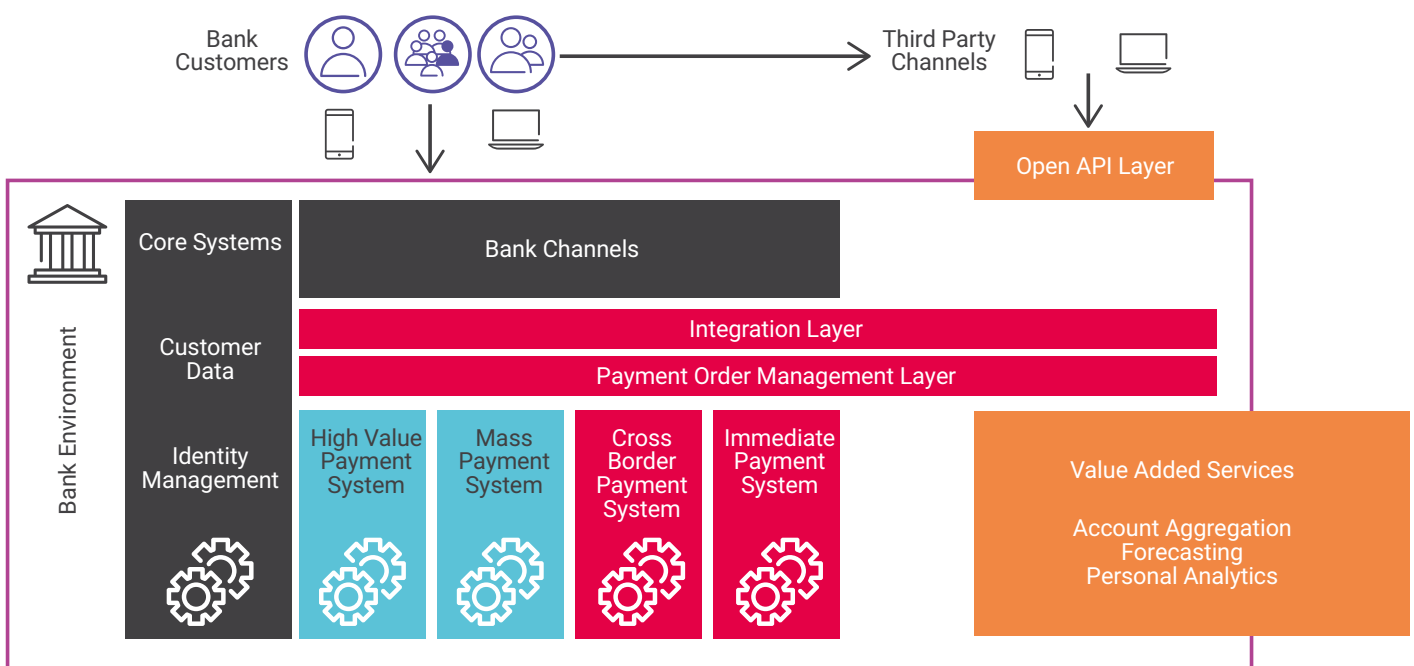 Bank
Customers
Third Party
Channels
Open API Layer
Bank Environment
Core Systems
Customer
Data
Identity
Management
Bank Channels
Integration Layer
Payment Order Management Layer
High Value
Payment
System
Mass
Payment
System
Cross
Border
Payment
System
Immediate
Payment
System
Value Added Services
Account Aggregation
Forecasting
Personal Analytics